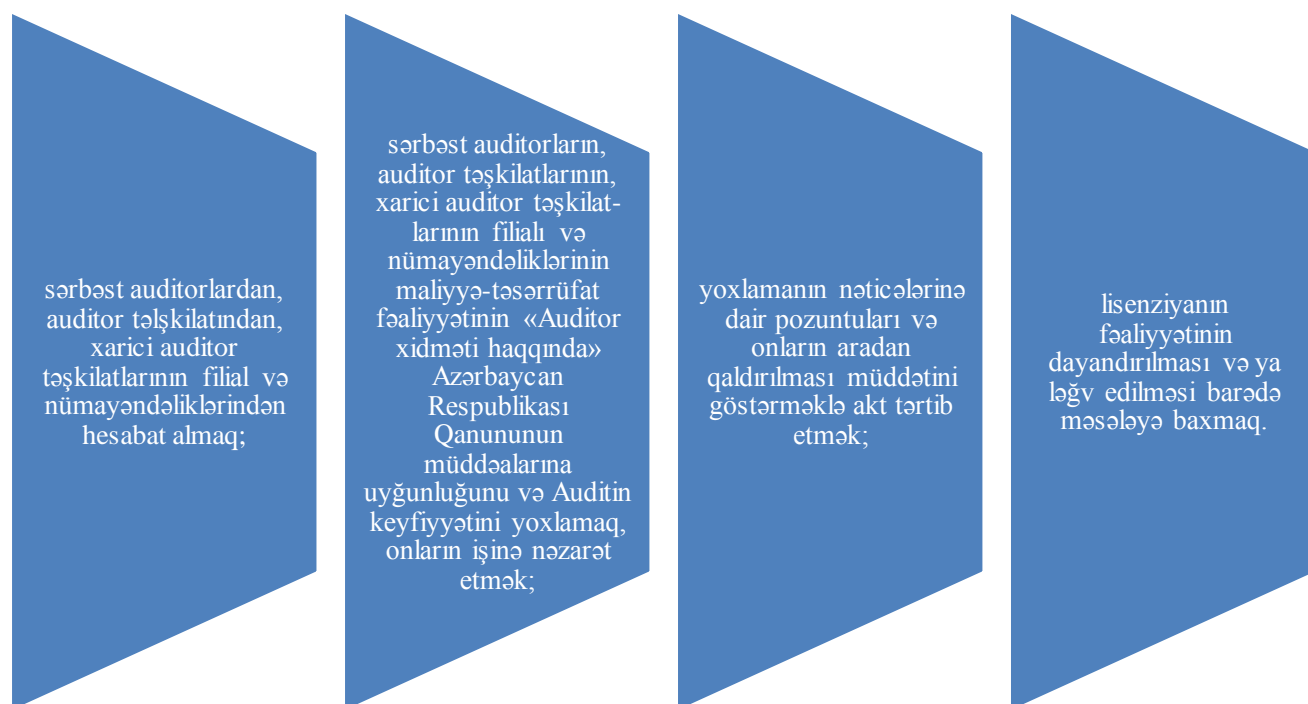 sərbəst auditorlardan,
auditor təlşkilatından,
xarici auditor
təşkilatlarının filial və
nümayəndəliklərindən
hesabat almaq;
sərbəst auditorların,
auditor təşkilatlarının,
xarici auditor təşkilat-
larının filialı və
nümayəndəliklərinin
maliyyə-təsərrüfat
fəaliyyətinin «Auditor
xidməti haqqında»
Azərbaycan
Respublikası
Qanununun
müddəalarına
uyğunluğunu və Auditin
keyfiyyətini yoxlamaq,
onların işinə nəzarət
etmək;
yoxlamanın nəticələrinə
dair pozuntuları və
onların aradan
qaldırılması müddətini
göstərməklə akt tərtib
etmək;
lisenziyanın
fəaliyyətinin
dayandırılması və ya
ləğv edilməsi barədə
məsələyə baxmaq.